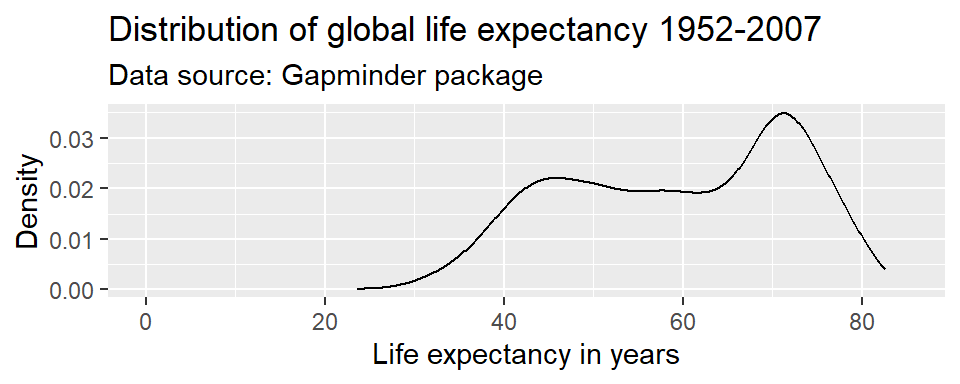 Distribution of global life expectancy 1952-2007
Data source: Gapminder package
Density
0.03
0.02
0.01
0.00
0 20 40 60 80
Life expectancy in years